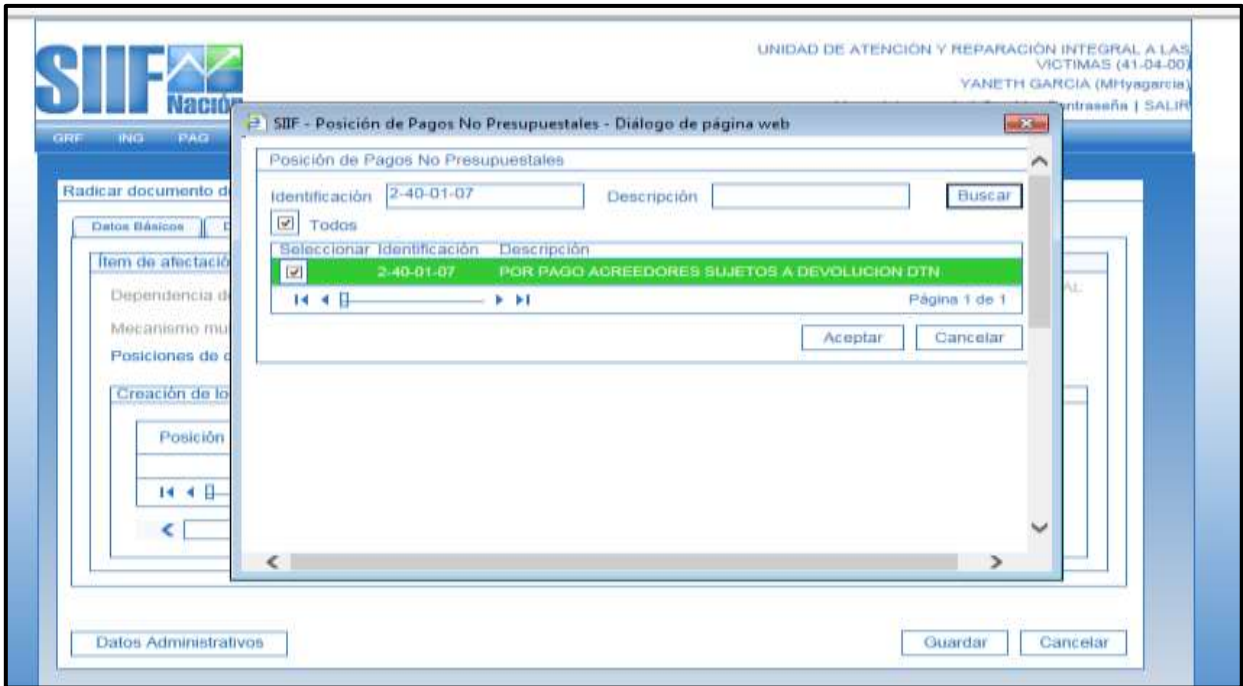 SIIF
Nación
UNIDAD DE ATENCIÓN Y REPARACIÓN INTEGRAL A LAS
VICTIMAS (41-04-00)
YANETH GARCIA (MHyagarcia)
| SALIR
GRF ING PAG
SIIF - Posición de Pagos No Presupuestales - Diálogo de página web
Posición de Pagos No Presupuestales
Identificación 2-40-01-07 Descripción Buscar
Todos
Seleccionar Identificación Descripción
2-40-01-07 POR PAGO ACREEDORES SUJETOS A DEVOLUCION DTN
Página 1 de 1
Aceptar Cancelar
Radicar documento d
Datos Básicos
Ítem de afectació
Dependencia d
Mecanismo mu
Posiciones de c
Creación de lo
Posición
Datos Administrativos
Guardar Cancelar